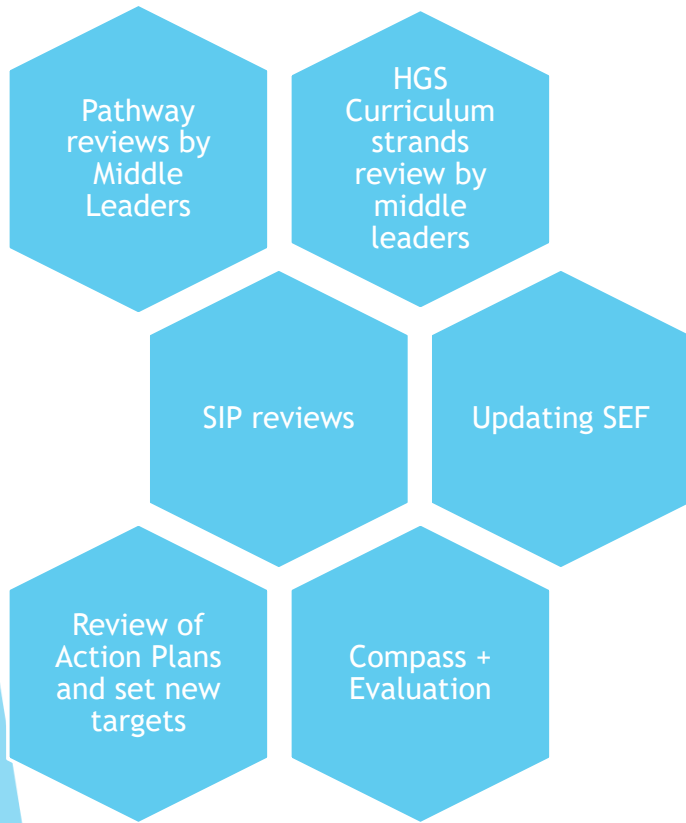 Pathway
reviews by
Middle
Leaders
HGS
Curriculum
strands
review by
middle
leaders
SIP reviews
Updating SEF
Review of
Action Plans
and set new
targets
Compass +
Evaluation